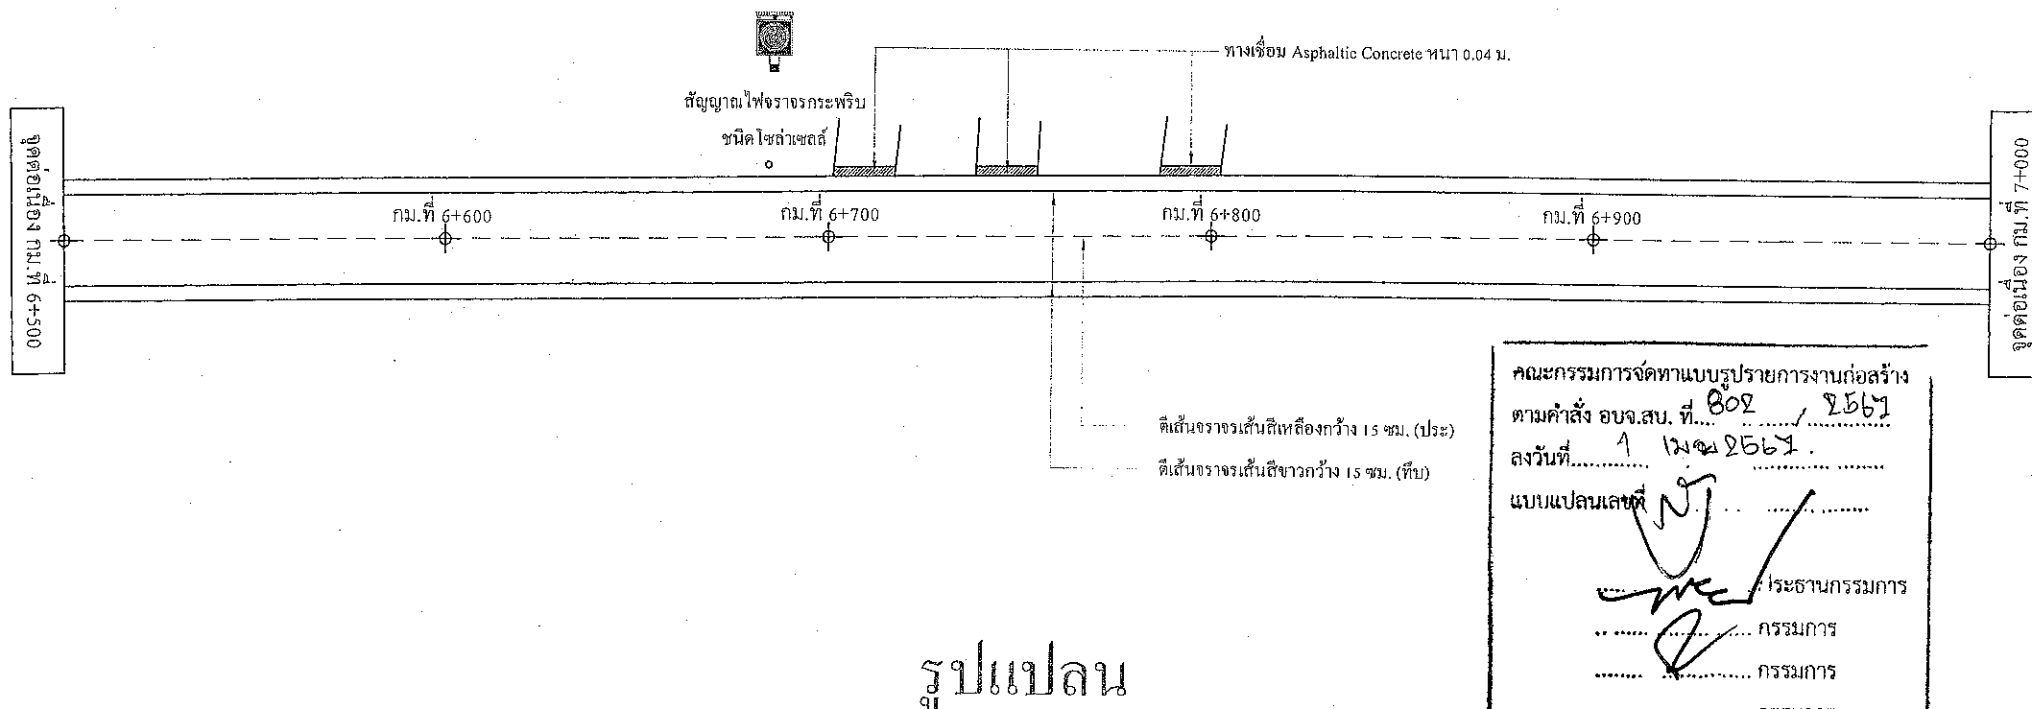 ทางเชื่อม Asphaltic Concrete หนา 0.04 ม.
สัญญาณไฟจราจรกระพริบ
ชนิดโซล่าเซลล์
จุดต่อเนื่อง กม.ที่ 6+500
กม.ที่ 6+600
กม.ที่ 6+700
กม.ที่ 6+800
กม.ที่ 6+900
จุดต่อเนื่อง กม.ที่ 7+000
ตีเส้นจราจรเส้นสีเหลืองกว้าง 15 ซม. (ประ)
ตีเส้นจราจรเส้นสีขาวกว้าง 15 ซม. (ทึบ)
คณะกรรมการจัดทำแบบรูปรายการงานก่อสร้าง
ตามคำสั่ง อบจ.สบ. ที่ 802 / 2567
ลงวันที่ 1 เมย 2567.
แบบแปลนเลขที่
ประธานกรรมการ
กรรมการ
กรรมการ
รูปแปลน